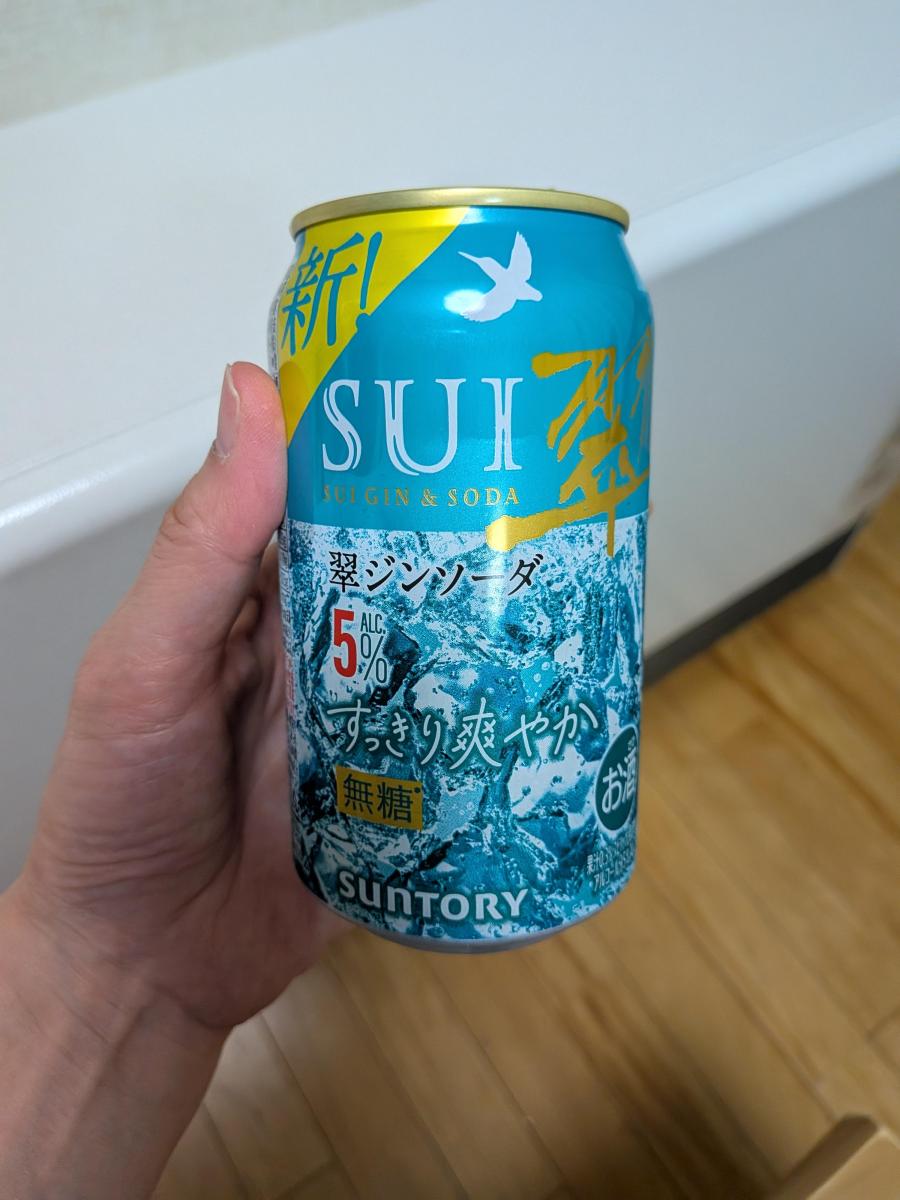 新!
SUI
翠
SUI GIN & SODA
翠ジンソーダ
5%
ALC.
"すっきり爽やか
無糖*
お酒
SUNTORY